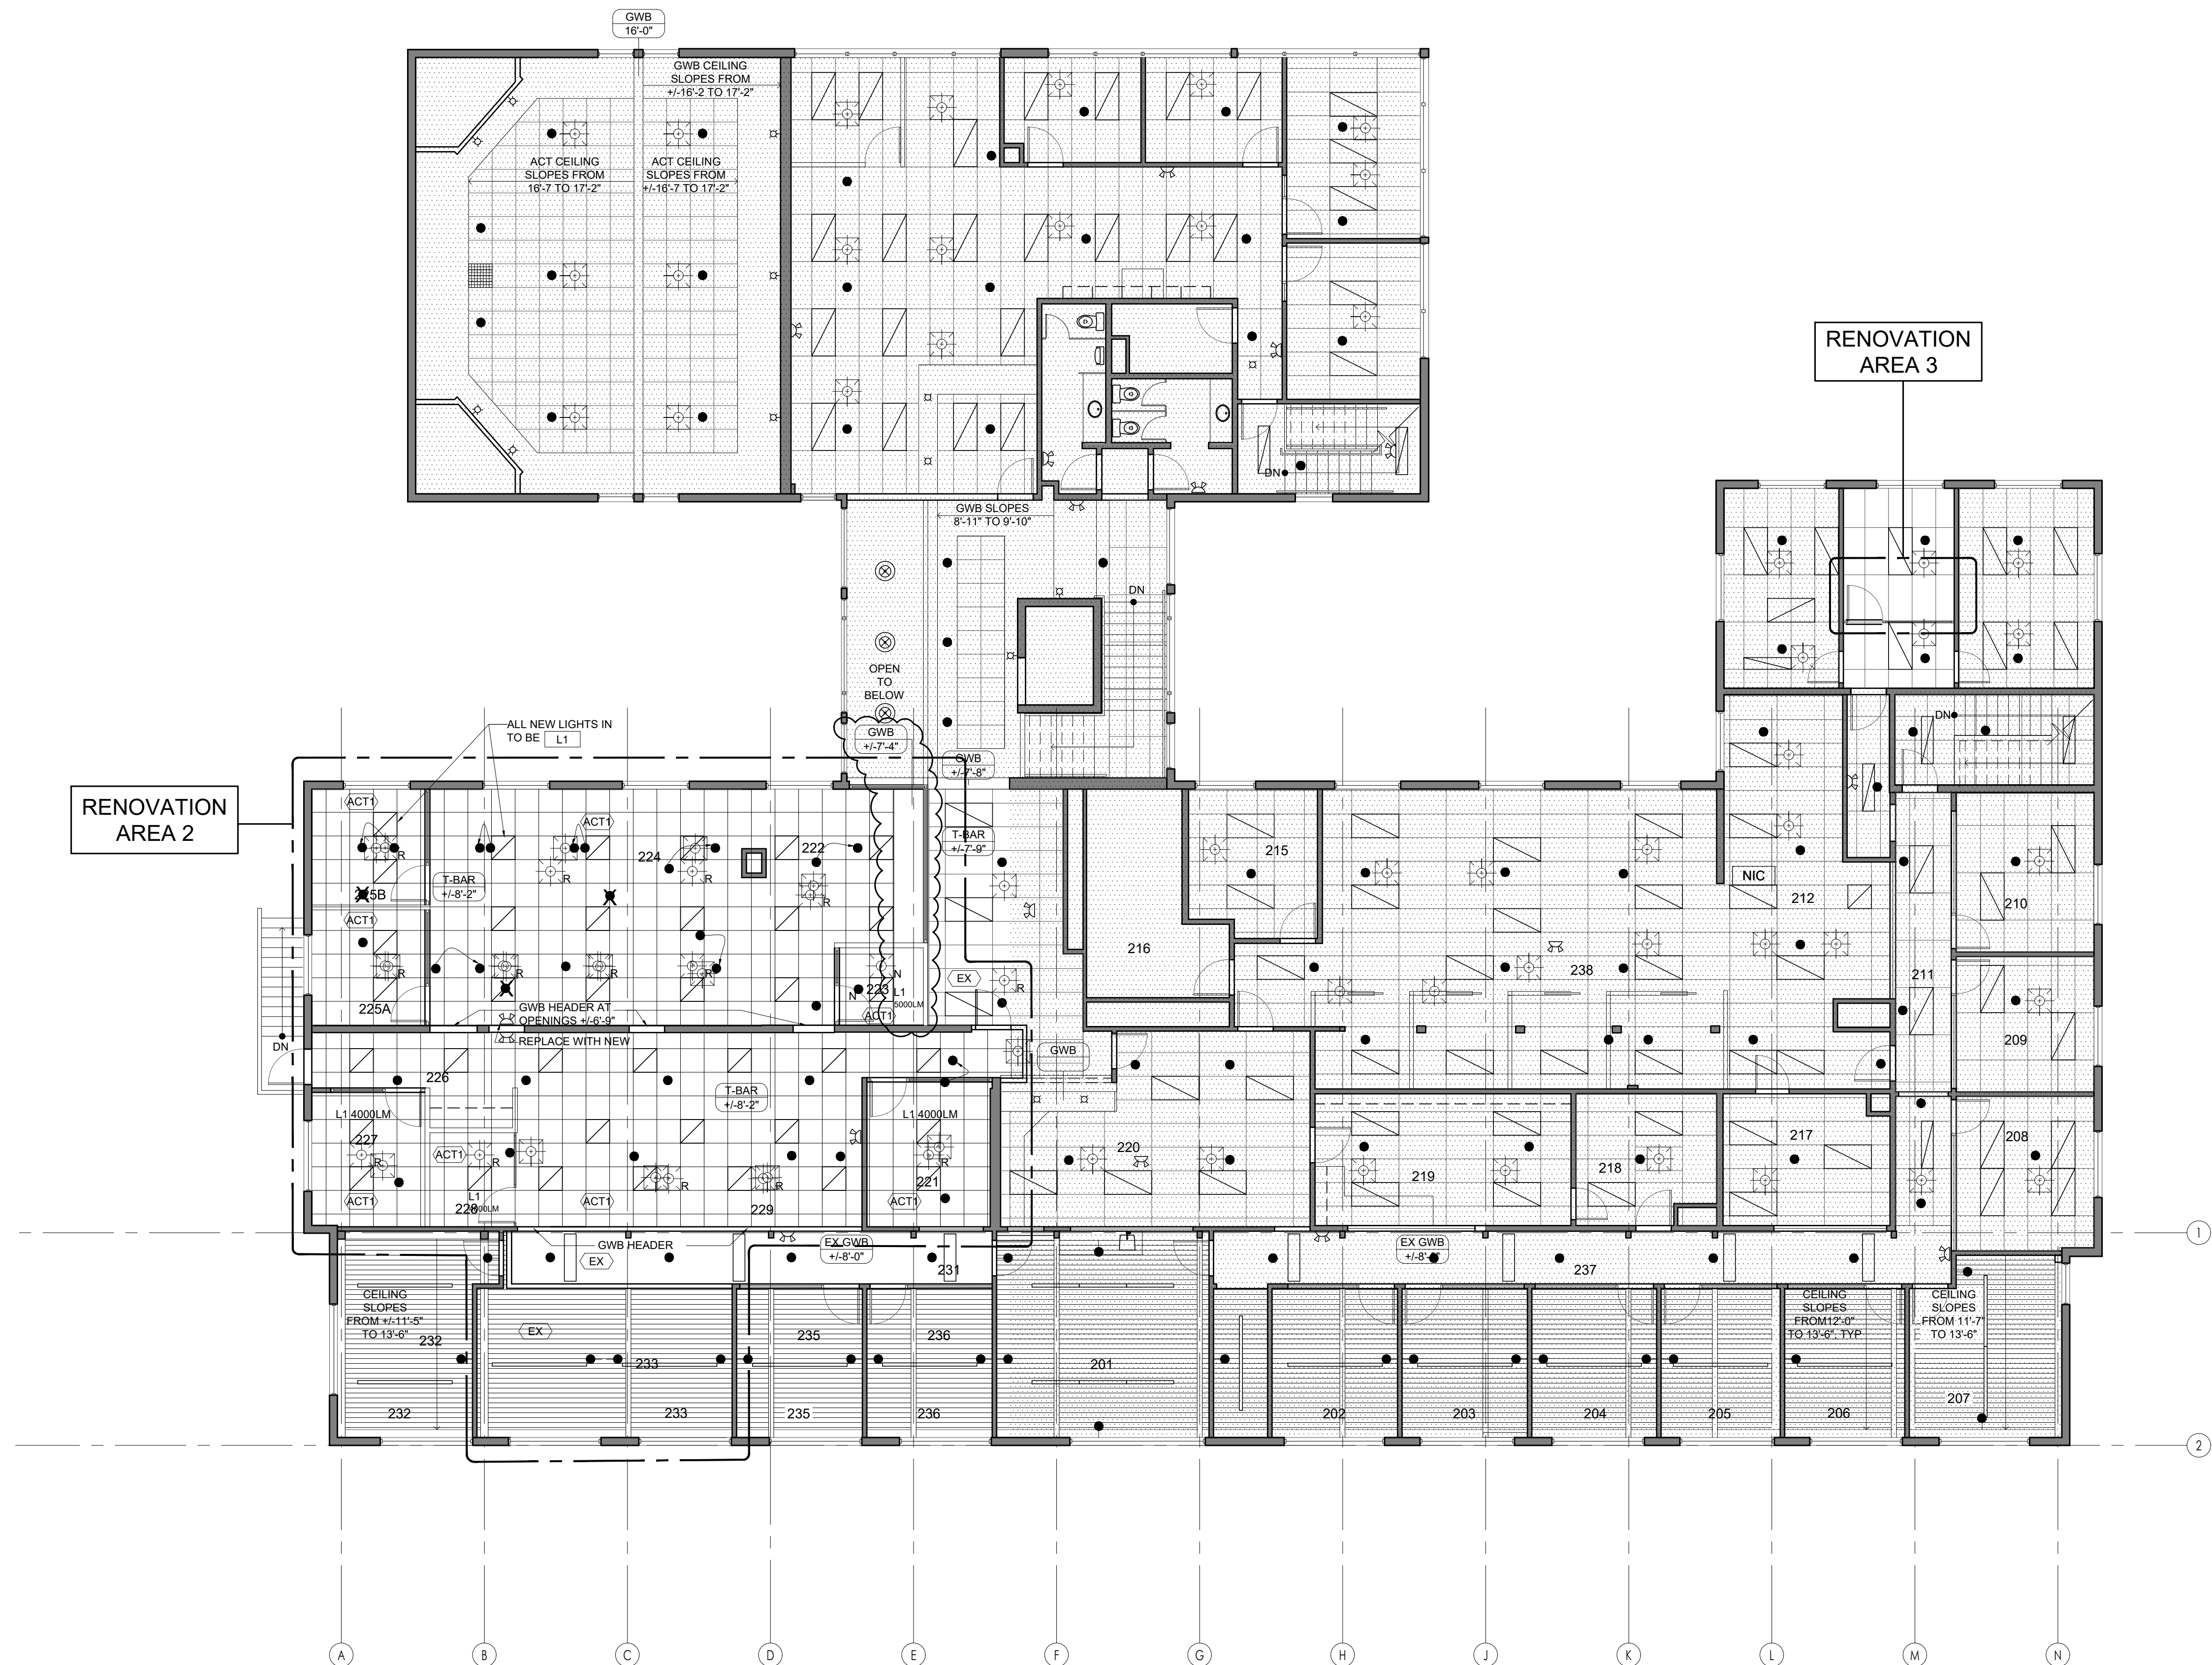 GWB
16'-0"
GWB CEILING
SLOPES FROM
+/-16'-2 TO 17'-2"
ACT CEILING
SLOPES FROM
16'-7 TO 17'-2"
ACT CEILING
SLOPES FROM
+/-16'-7 TO 17'-2"
RENOVATION
AREA 3
DN
GWB SLOPES
8'-11" TO 9'-10"
DN
OPEN
TO
BELOW
DN
ALL NEW LIGHTS IN
TO BE L1
GWB
+/-7'-4"
GWB
+/-7'-8"
RENOVATION
AREA 2
ACT1
ACT1
T-BAR
+/-7'-9"
R
224
222
215
R
R
R
T-BAR
+/-8'-2"
NIC
225B
212
210
ACT1
216
238
211
R
R
R
R
N
EX
R
225A
223
N
L1
5000LM
ACT1
GWB HEADER AT
OPENINGS +/-6'-9"
REPLACE WITH NEW
DN
GWB
209
226
T-BAR
+/-8'-2"
L1 4000LM
L1 4000LM
227
217
208
ACT1
R
R
R
220
218
219
221
R
R
ACT1
ACT1
ACT1
L1
228
229
GWB HEADER
EX GWB
+/-8'-0"
EX GWB
EX
231
237
1
CEILING
SLOPES
FROM +/-11'-5"
TO 13'-6"
CEILING
SLOPES
FROM12'-0"
TO 13'-6", TYP
CEILING
SLOPES
FROM 11'-7"
TO 13'-6"
EX
232
233
235
236
201
207
232
233
235
236
202
203
204
205
206
2
A
B
C
D
E
F
G
H
J
K
L
M
N